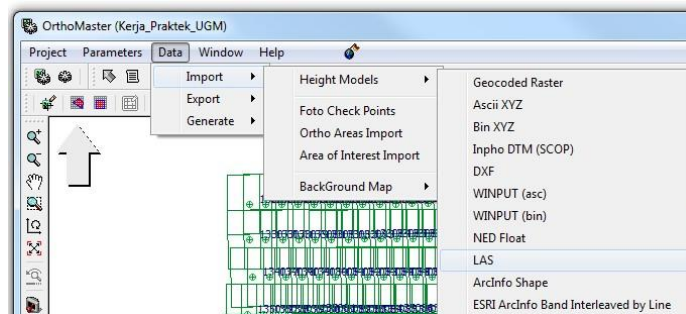 OrthoMaster (Kerja_Praktek_UGM)
Project Parameters Data Window Help
Import
Export
Generate
Height Models
Foto Check Points
Ortho Areas Import
Area of Interest Import
BackGround Map
Geocoded Raster
Ascii XYZ
Bin XYZ
Inpho DTM (SCOP)
DXF
WINPUT (asc)
WINPUT (bin)
NED Float
LAS
ArcInfo Shape
ESRI ArcInfo Band Interleaved by Line